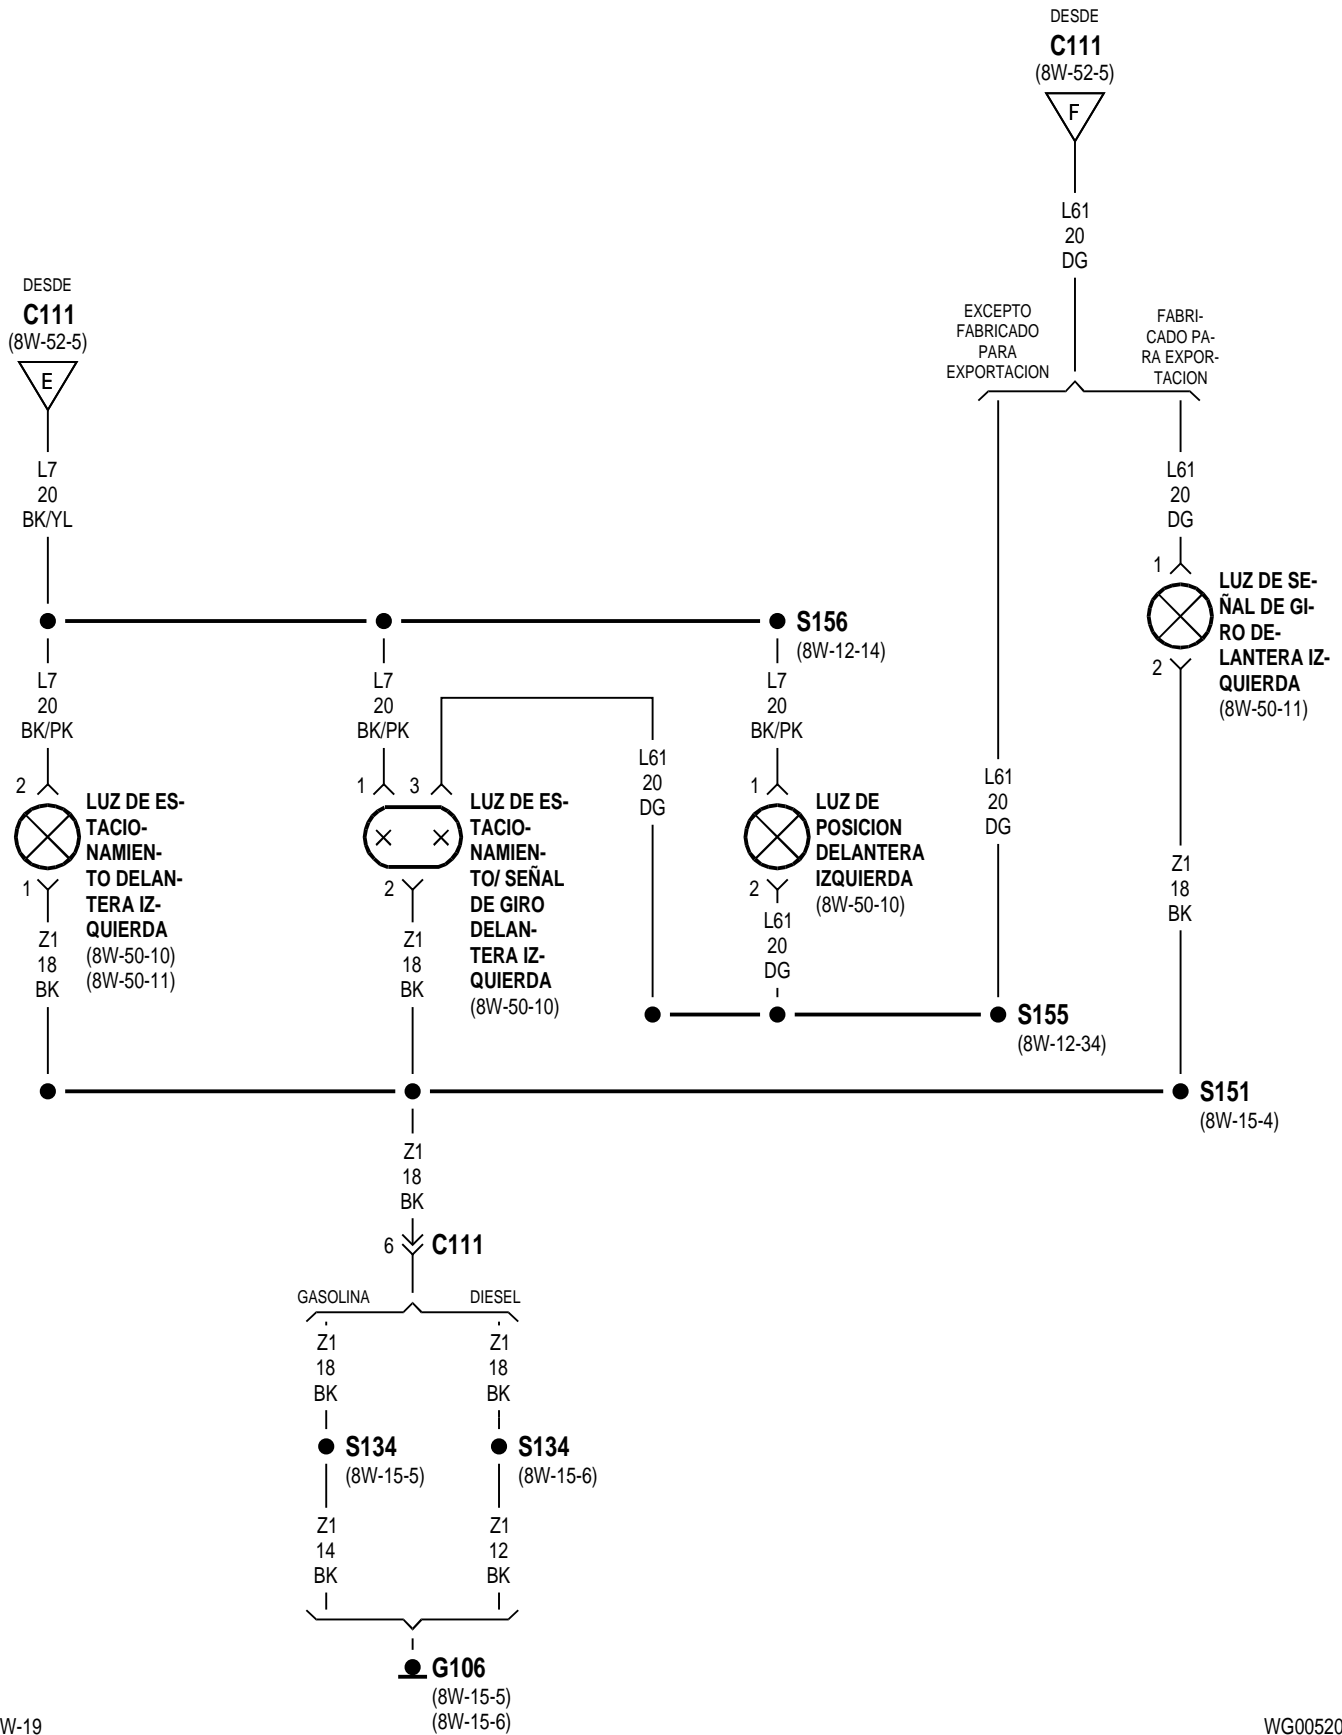 DESDE
C111
(8W-52-5)
F
L61
20
DG
DESDE
C111
(8W-52-5)
E
L7
20
BK/YL
EXCEPTO
FABRICADO
PARA
EXPORTACION
FABRI-
CADO PA-
RA EXPOR-
TACION
L61
20
DG
1
LUZ DE SE-
ÑAL DE GI-
RO DE-
LANTERA IZ-
QUIERDA
(8W-50-11)
2
S156
(8W-12-14)
L7
20
BK/PK
L7
20
BK/PK
L7
20
BK/PK
L61
20
DG
L61
20
DG
2
LUZ DE ES-
TACIO-
NAMIEN-
TO DELAN-
TERA IZ-
QUIERDA
(8W-50-10)
(8W-50-11)
1
Z1
18
BK
1
3
LUZ DE ES-
TACIO-
NAMIEN-
TO/ SEÑAL
DE GIRO
DELAN-
TERA IZ-
QUIERDA
(8W-50-10)
2
Z1
18
BK
1
LUZ DE
POSICION
DELANTERA
IZQUIERDA
(8W-50-10)
2
L61
20
DG
Z1
18
BK
S155
(8W-12-34)
S151
(8W-15-4)
Z1
18
BK
6
C111
GASOLINA
DIESEL
Z1
18
BK
Z1
18
BK
S134
(8W-15-5)
S134
(8W-15-6)
Z1
14
BK
Z1
12
BK
G106
(8W-15-5)
(8W-15-6)
W-19
WG00520